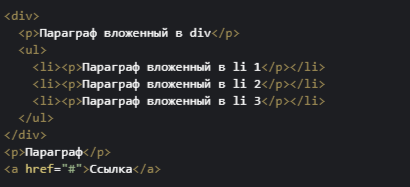 <div>
<p>Параграф вложенный в div</p>
<ul>
<li><p>Параграф вложенный в li 1</p></li>
<li><p>Параграф вложенный в li 2</p></li>
<li><p>Параграф вложенный в li 3</p></li>
</ul>
</div>
<p>Параграф</p>
<a href="#">Ссылка</a>